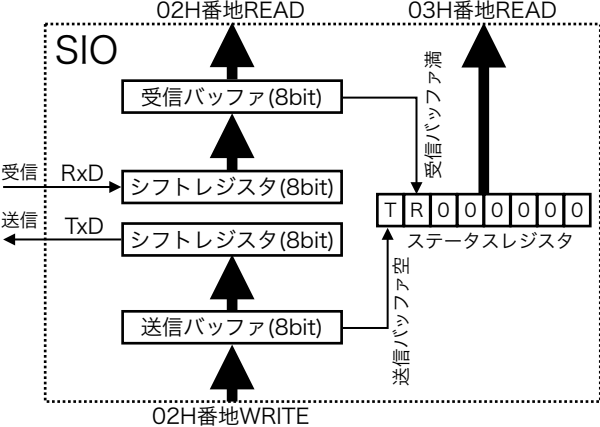 02H番地READ
03H番地READ
SIO
受信バッファ(8bit)
受信バッファ満
受信
RxD
シフトレジスタ(8bit)
T R 0 0 0 0 0 0
送信
TxD
シフトレジスタ(8bit)
ステータスレジスタ
送信バッファ空
送信バッファ(8bit)
02H番地WRITE